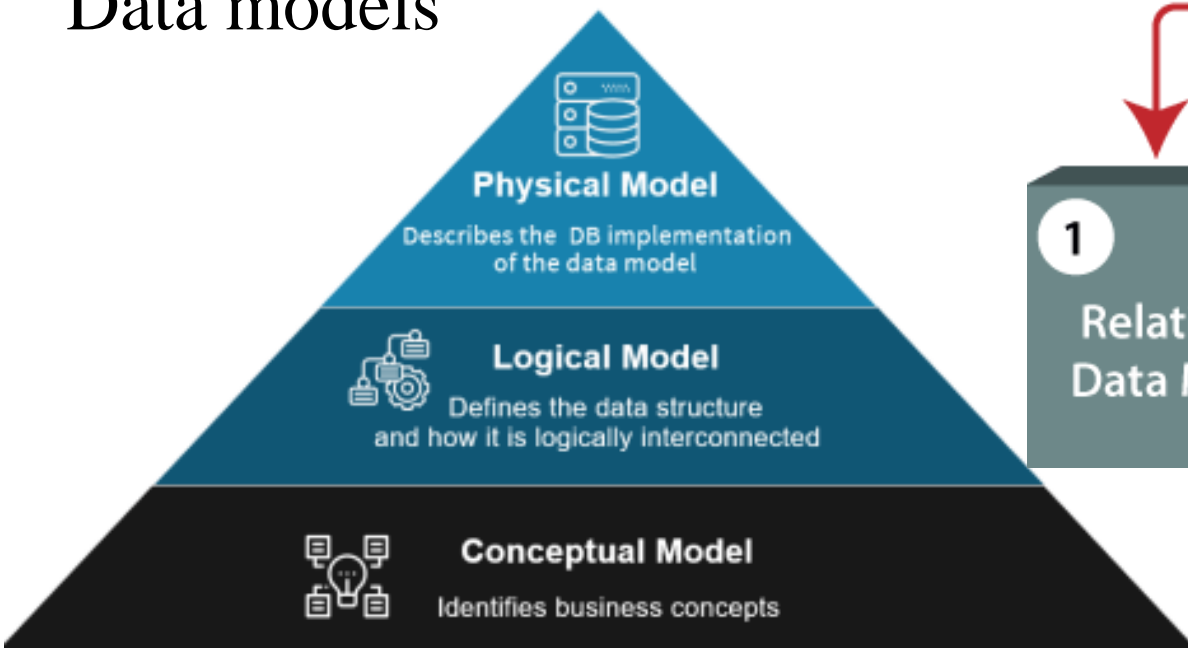 Data models
Physical Model
Describes the DB implementation
of the data model
Logical Model
Defines the data structure
and how it is logically interconnected
Conceptual Model
Identifies business concepts
1
Relat
Data